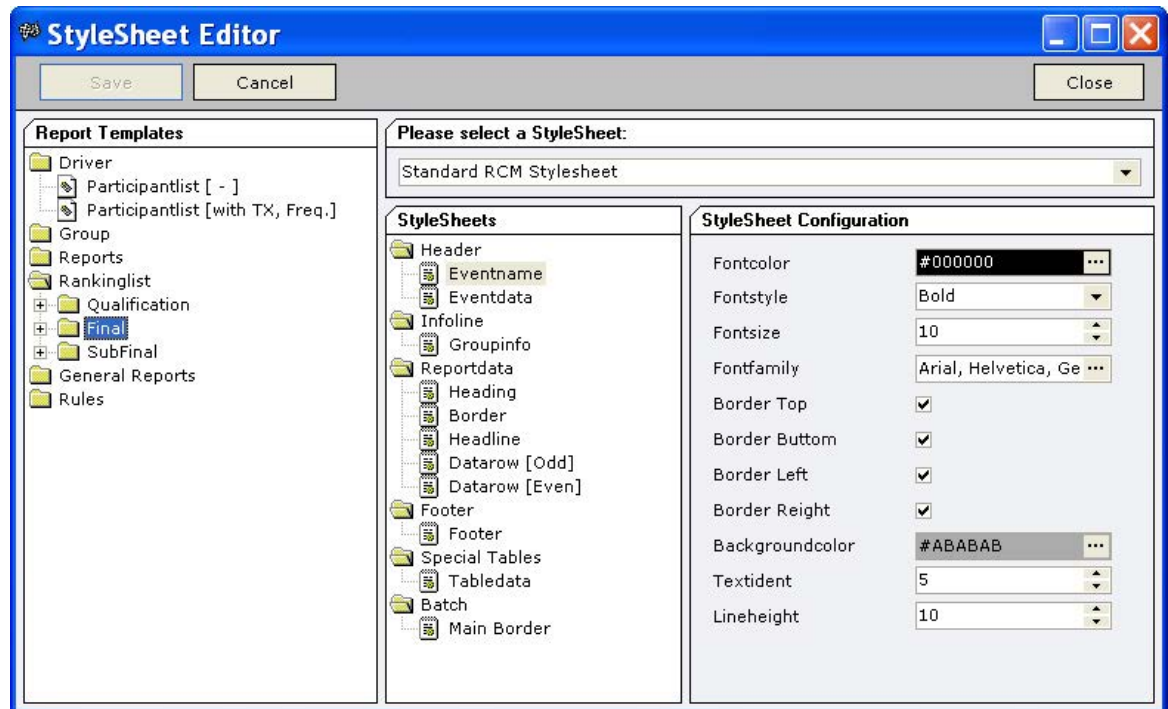 StyleSheet Editor
Save
Cancel
Close
Report Templates
Driver
Participantlist [ - ]
Participantlist [with TX, Freq.]
Group
Reports
Rankinglist
Qualification
Final
SubFinal
General Reports
Rules
Please select a StyleSheet:
Standard RCM Stylesheet
StyleSheets
Header
Eventname
Eventdata
Infoline
Groupinfo
Reportdata
Heading
Border
Headline
Datarow [Odd]
Datarow [Even]
Footer
Footer
Special Tables
Tabledata
Batch
Main Border
StyleSheet Configuration
Fontcolor #000000 ...
Fontstyle Bold
Fontsize 10
Fontfamily Arial, Helvetica, Ge ...
Border Top
Border Buttom
Border Left
Border Reight
Backgroundcolor #ABABAB ...
Textident 5
Lineheight 10